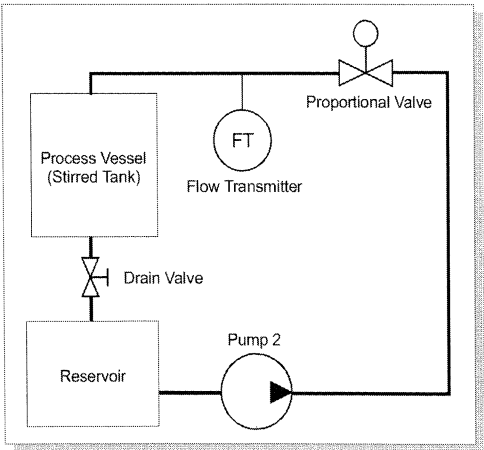 Proportional Valve
FT
Process Vessel
(Stirred Tank)
Flow Transmitter
Drain Valve
Pump 2
Reservoir